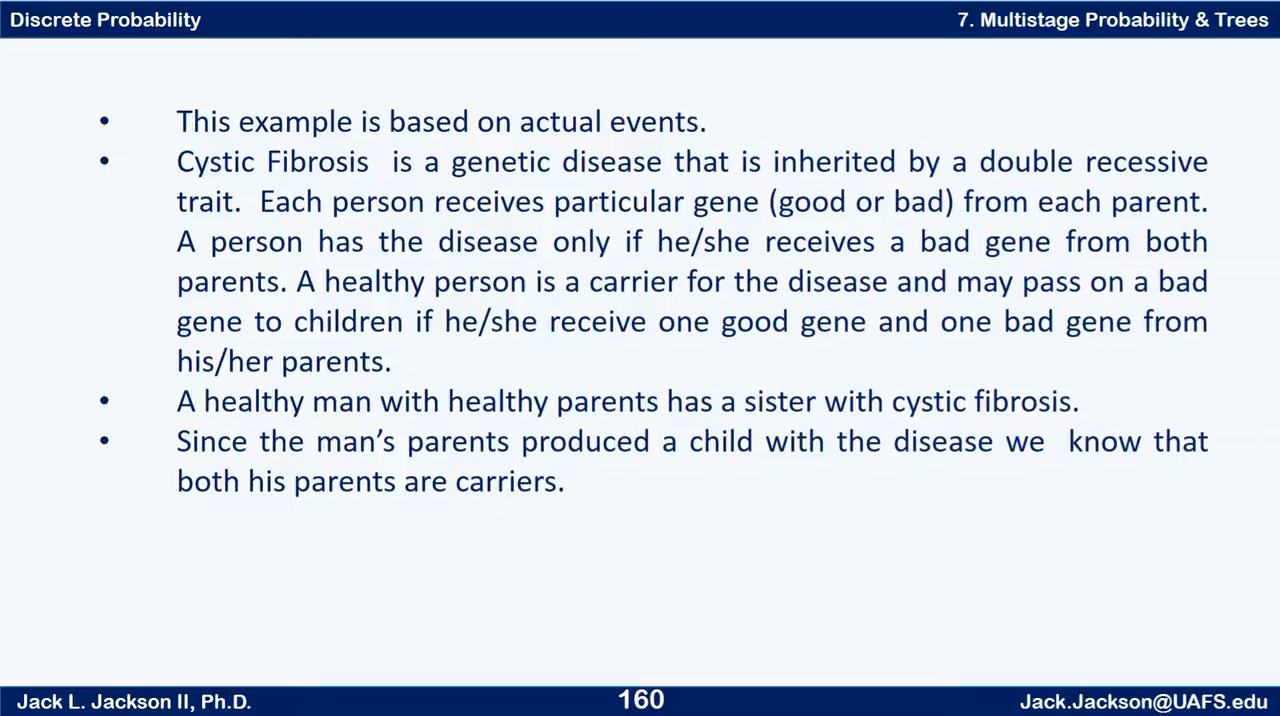 Discrete Probability
7. Multistage Probability & Trees
• This example is based on actual events.
• Cystic Fibrosis is a genetic disease that is inherited by a double recessive
trait. Each person receives particular gene (good or bad) from each parent.
A person has the disease only if he/she receives a bad gene from both
parents. A healthy person is a carrier for the disease and may pass on a bad
gene to children if he/she receive one good gene and one bad gene from
his/her parents.
• A healthy man with healthy parents has a sister with cystic fibrosis.
• Since the man’s parents produced a child with the disease we know that
both his parents are carriers.
Jack L. Jackson II, Ph.D.
160
Jack.Jackson@UAFS.edu